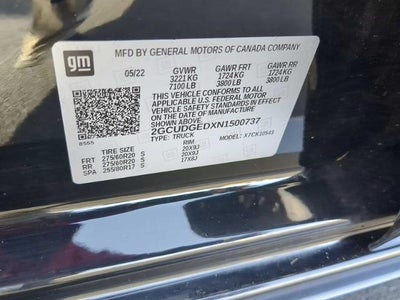 gm
MFD BY GENERAL MOTORS OF CANADA COMPANY
05/22 GVWR GAWR FRT GAWR RR
3221 KG 1724 KG 1724 KG
7100 LB 3800 LB 3800 LB
THIS VEHICLE CONFORMS TO ALL
APPLICABLE U.S. FEDERAL MOTOR
VEHICLE SAFETY STANDARDS IN EFFECT
ON THE DATE OF MANUFACTURE
SHOWN ABOVE.
2GCUDGEDXN1500737
TYPE: TRUCK MODEL: X7CK10543
8555
TIRE SIZE RIM
FRT 275/60R20 S 20X9J
RR 275/60R20 S 20X9J
SPA 255/80R17 S 17X8J